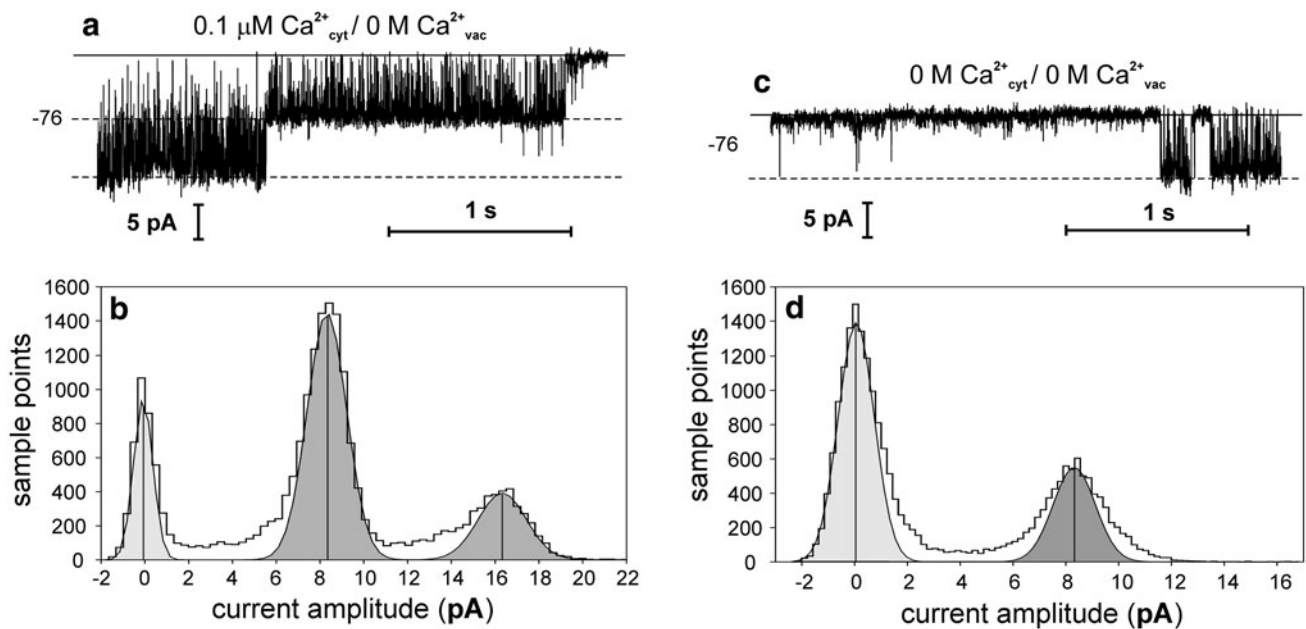 a
0.1 µM Ca²⁺cyt / 0 M Ca²⁺vac
-76
5 pA
1 s
c
0 M Ca²⁺cyt / 0 M Ca²⁺vac
-76
5 pA
1 s
b
sample points
1600
1400
1200
1000
800
600
400
200
0
-2 0 2 4 6 8 10 12 14 16 18 20 22
current amplitude (pA)
d
sample points
1600
1400
1200
1000
800
600
400
200
0
-2 0 2 4 6 8 10 12 14 16
current amplitude (pA)